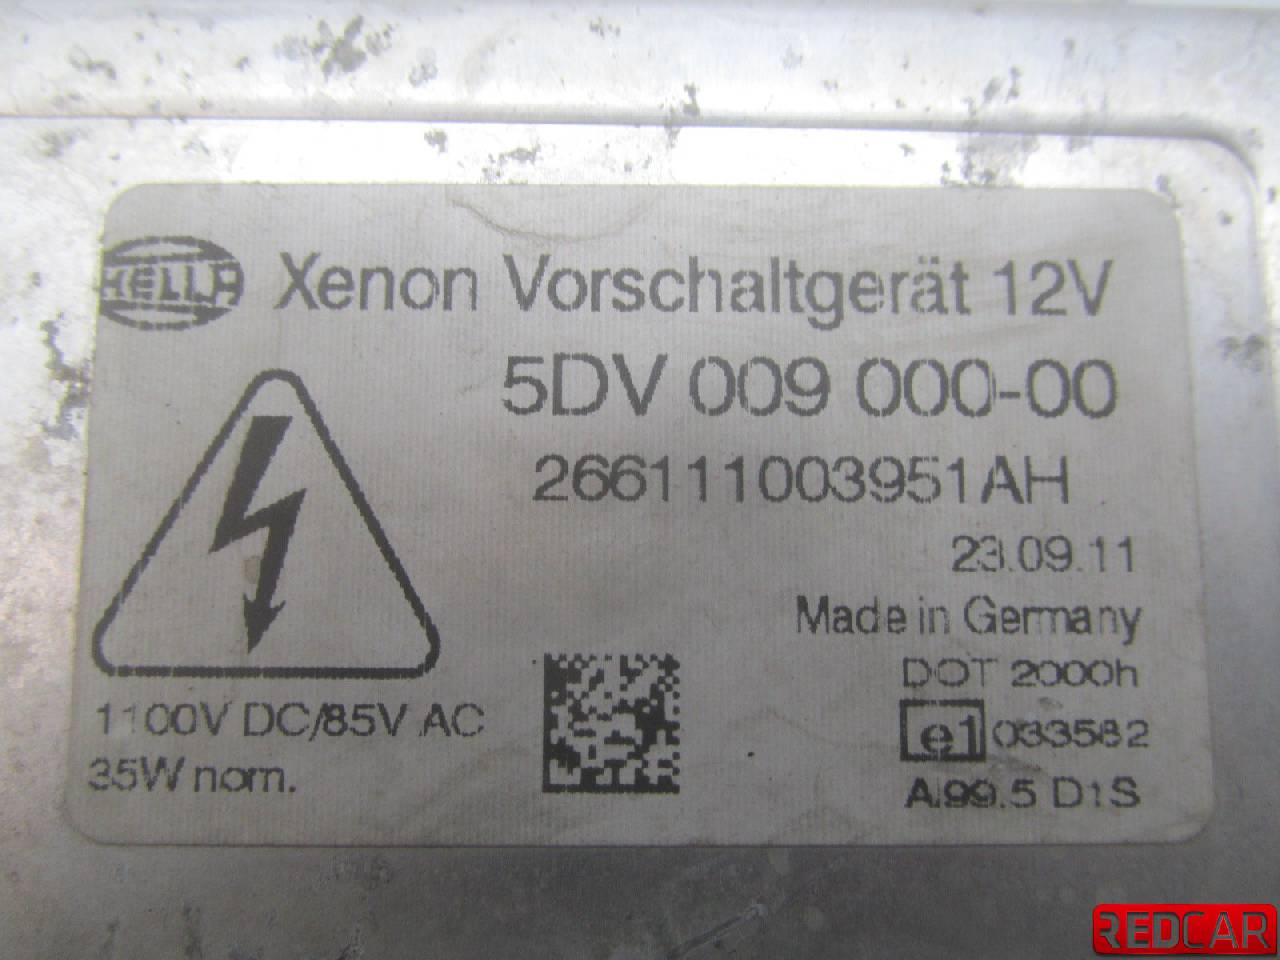 HELLA
Xenon Vorschaltgerät 12V
5DV 009 000-00
266111003951AH
23.09.11
Made in Germany
DOT 2000h
e1 033582
A.99.5 D1S
1100V DC/85V AC
35W nom.
REDCAR